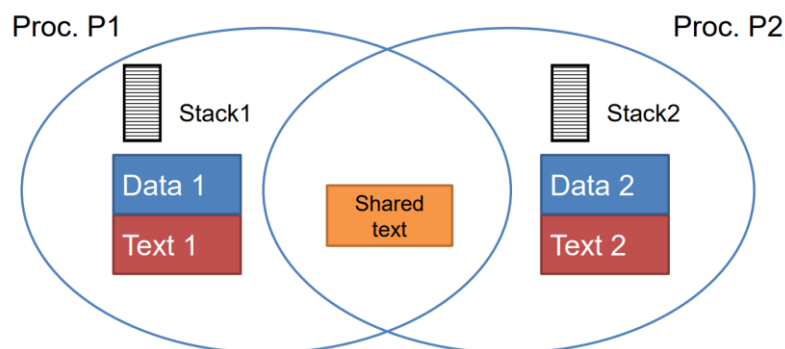 Proc. P1
Proc. P2
Stack1
Stack2
Data 1
Text 1
Shared
text
Data 2
Text 2